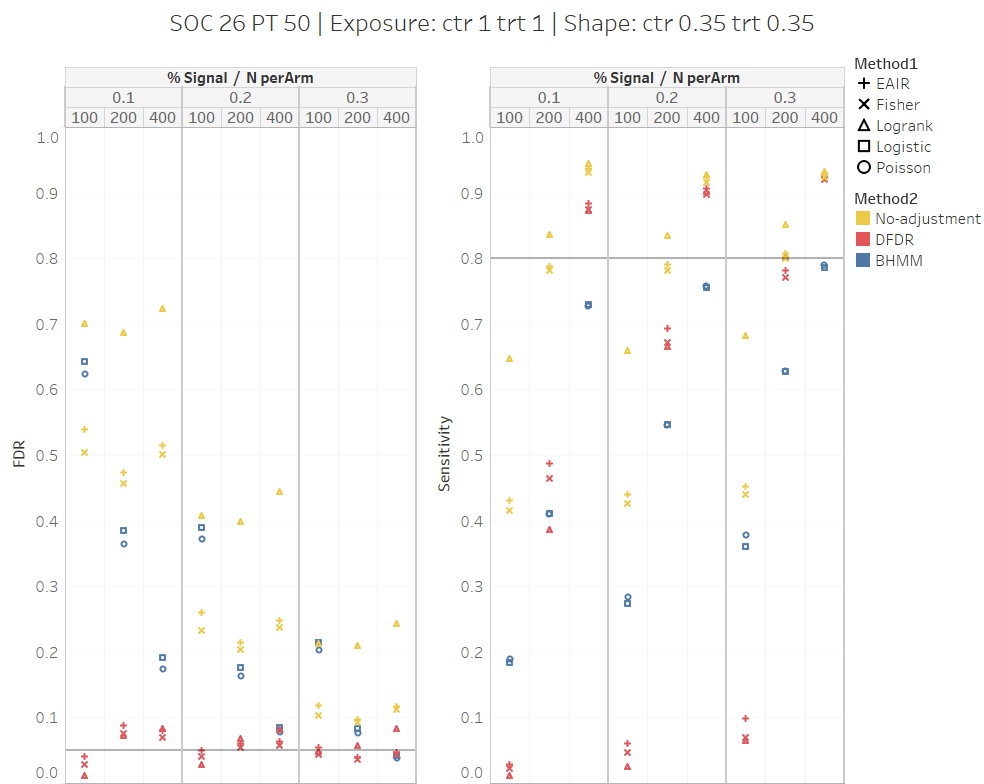 SOC 26 PT 50 | Exposure: ctr 1 trt 1 | Shape: ctr 0.35 trt 0.35
% Signal / N perArm
0.1 0.2 0.3
100 200 400 100 200 400 100 200 400
1.0
0.9
0.8
0.7
0.6
0.5
0.4
0.3
0.2
0.1
0.0
FDR
% Signal / N perArm
0.1 0.2 0.3
100 200 400 100 200 400 100 200 400
1.0
0.9
0.8
0.7
0.6
0.5
0.4
0.3
0.2
0.1
0.0
Sensitivity
Method1
EAIR
Fisher
Logrank
Logistic
Poisson
Method2
No-adjustment
DFDR
BHMM